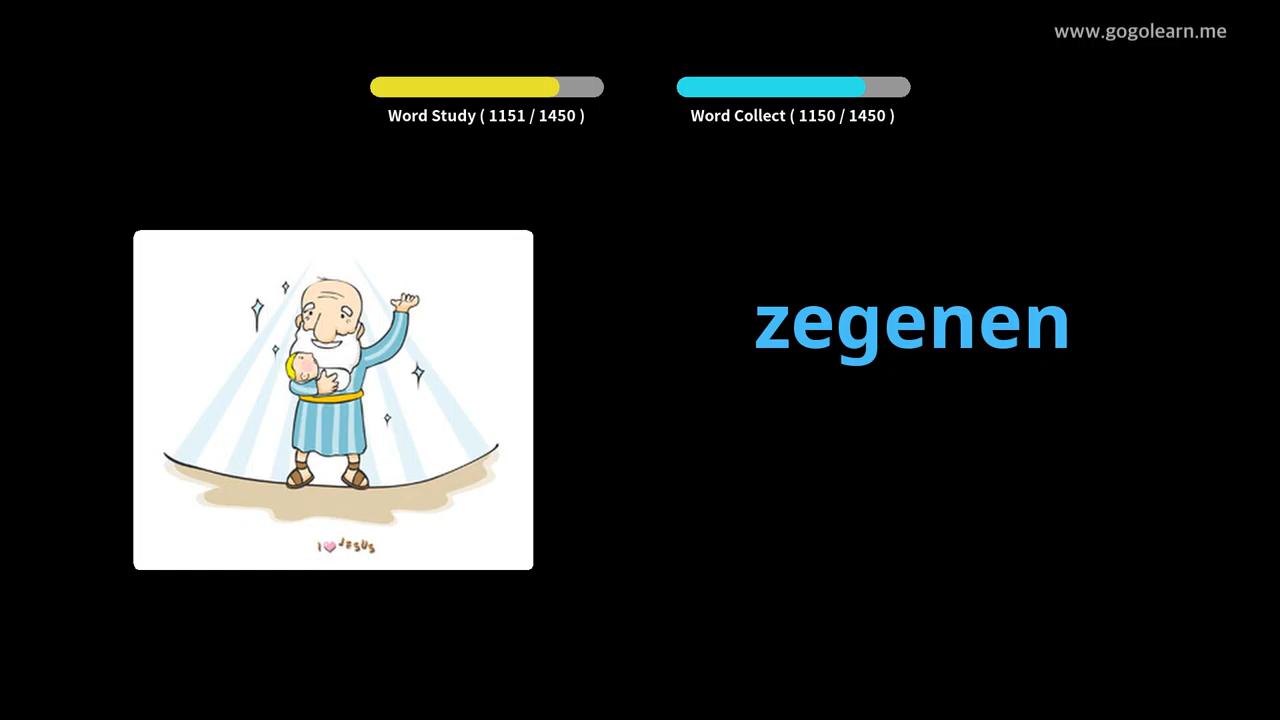 www.gogolearn.me
Word Study ( 1151 / 1450 )
Word Collect ( 1150 / 1450 )
zegenen
I ♥ JESUS